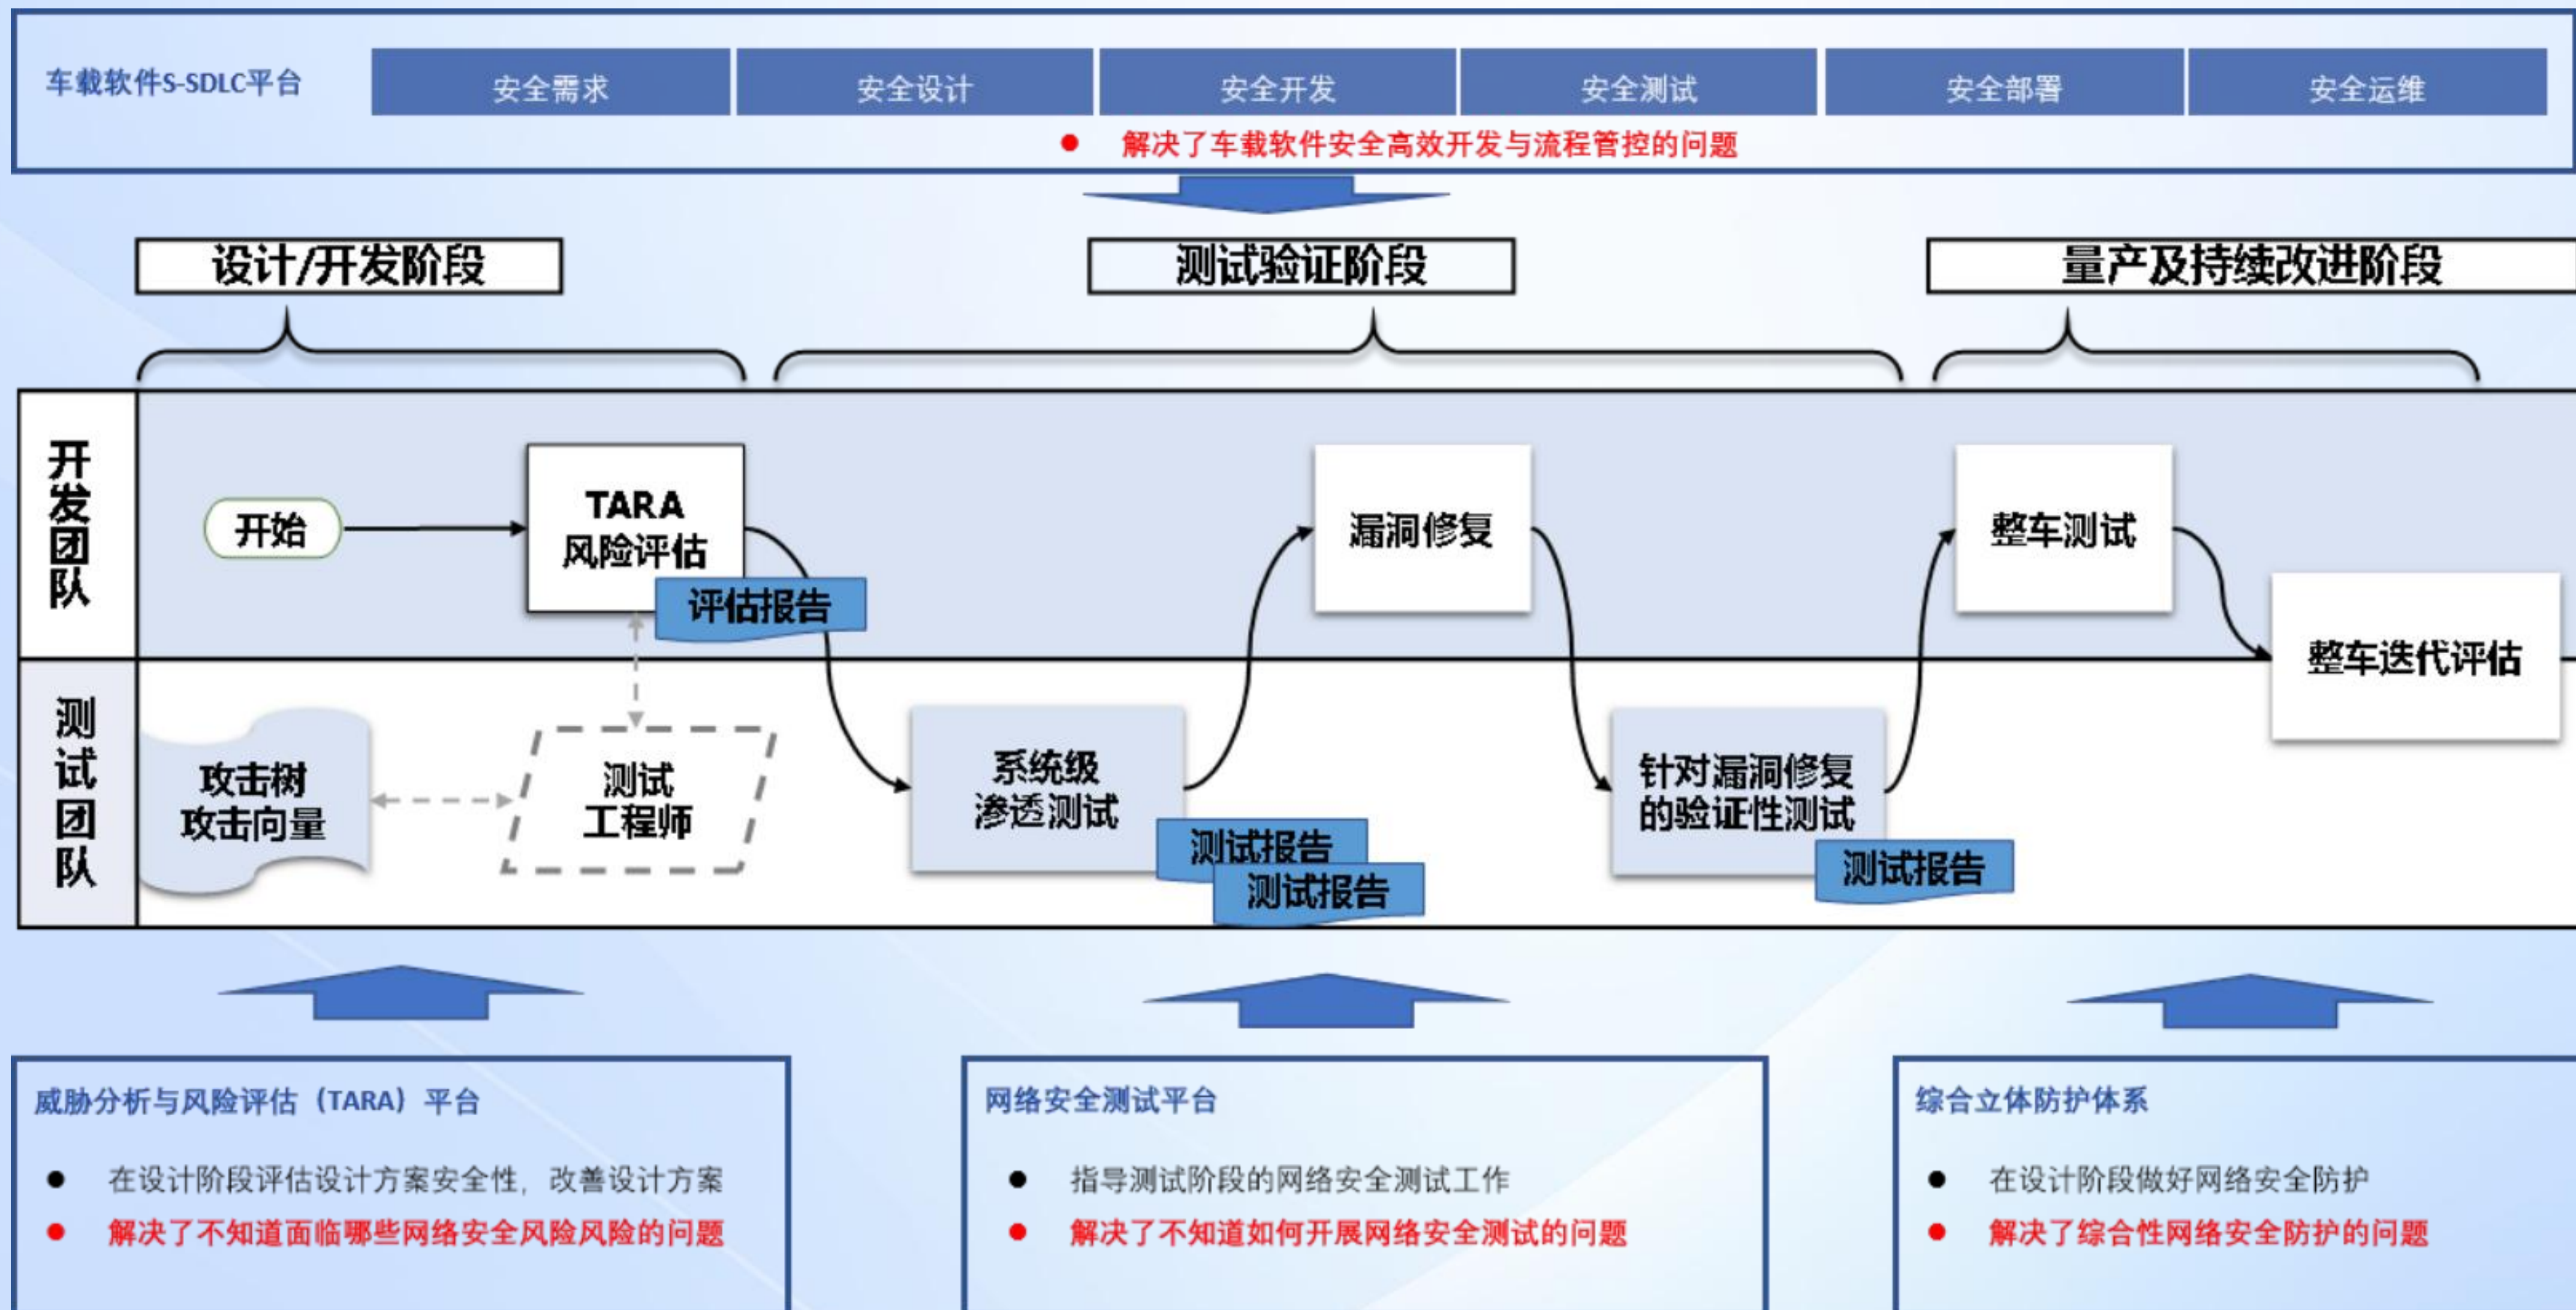 车载软件S-SDLC平台
安全需求
安全设计
安全开发
安全测试
安全部署
安全运维
解决了车载软件安全高效开发与流程管控的问题
设计/开发阶段
测试验证阶段
量产及持续改进阶段
开发团队
开始
TARA
风险评估
评估报告
漏洞修复
整车测试
整车迭代评估
测试团队
攻击树
攻击向量
测试
工程师
系统级
渗透测试
测试报告
测试报告
针对漏洞修复
的验证性测试
测试报告
威胁分析与风险评估（TARA）平台
在设计阶段评估设计方案安全性，改善设计方案
解决了不知道面临哪些网络安全风险风险的问题
网络安全测试平台
指导测试阶段的网络安全测试工作
解决了不知道如何开展网络安全测试的问题
综合立体防护体系
在设计阶段做好网络安全防护
解决了综合性网络安全防护的问题